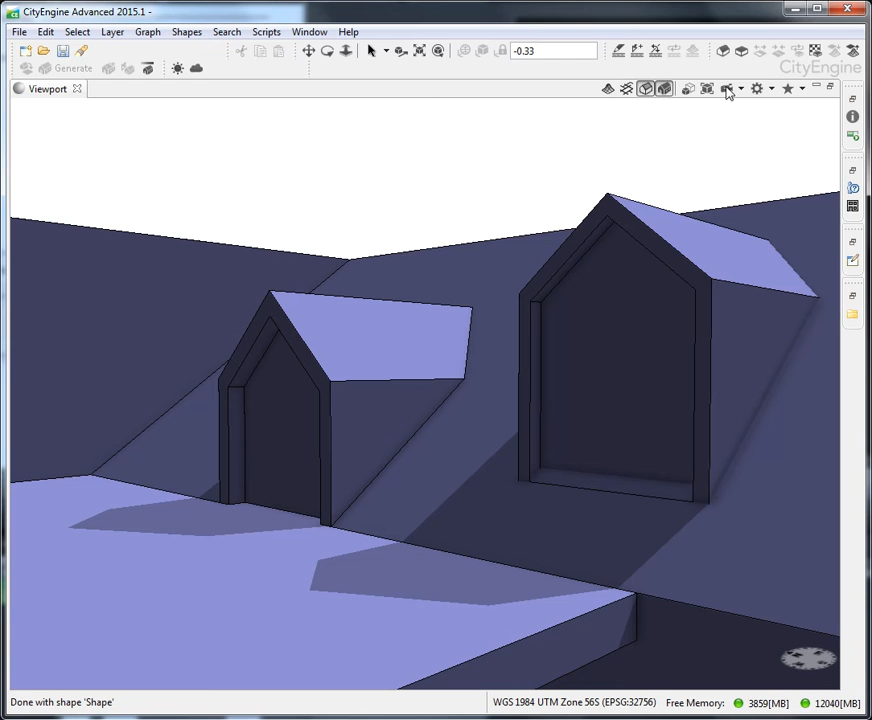 CityEngine Advanced 2015.1 -
File Edit Select Layer Graph Shapes Search Scripts Window Help
-0.33
Generate
CityEngine
Viewport
Done with shape 'Shape'
WGS 1984 UTM Zone 56S (EPSG:32756) Free Memory: 3859[MB] 12040[MB]